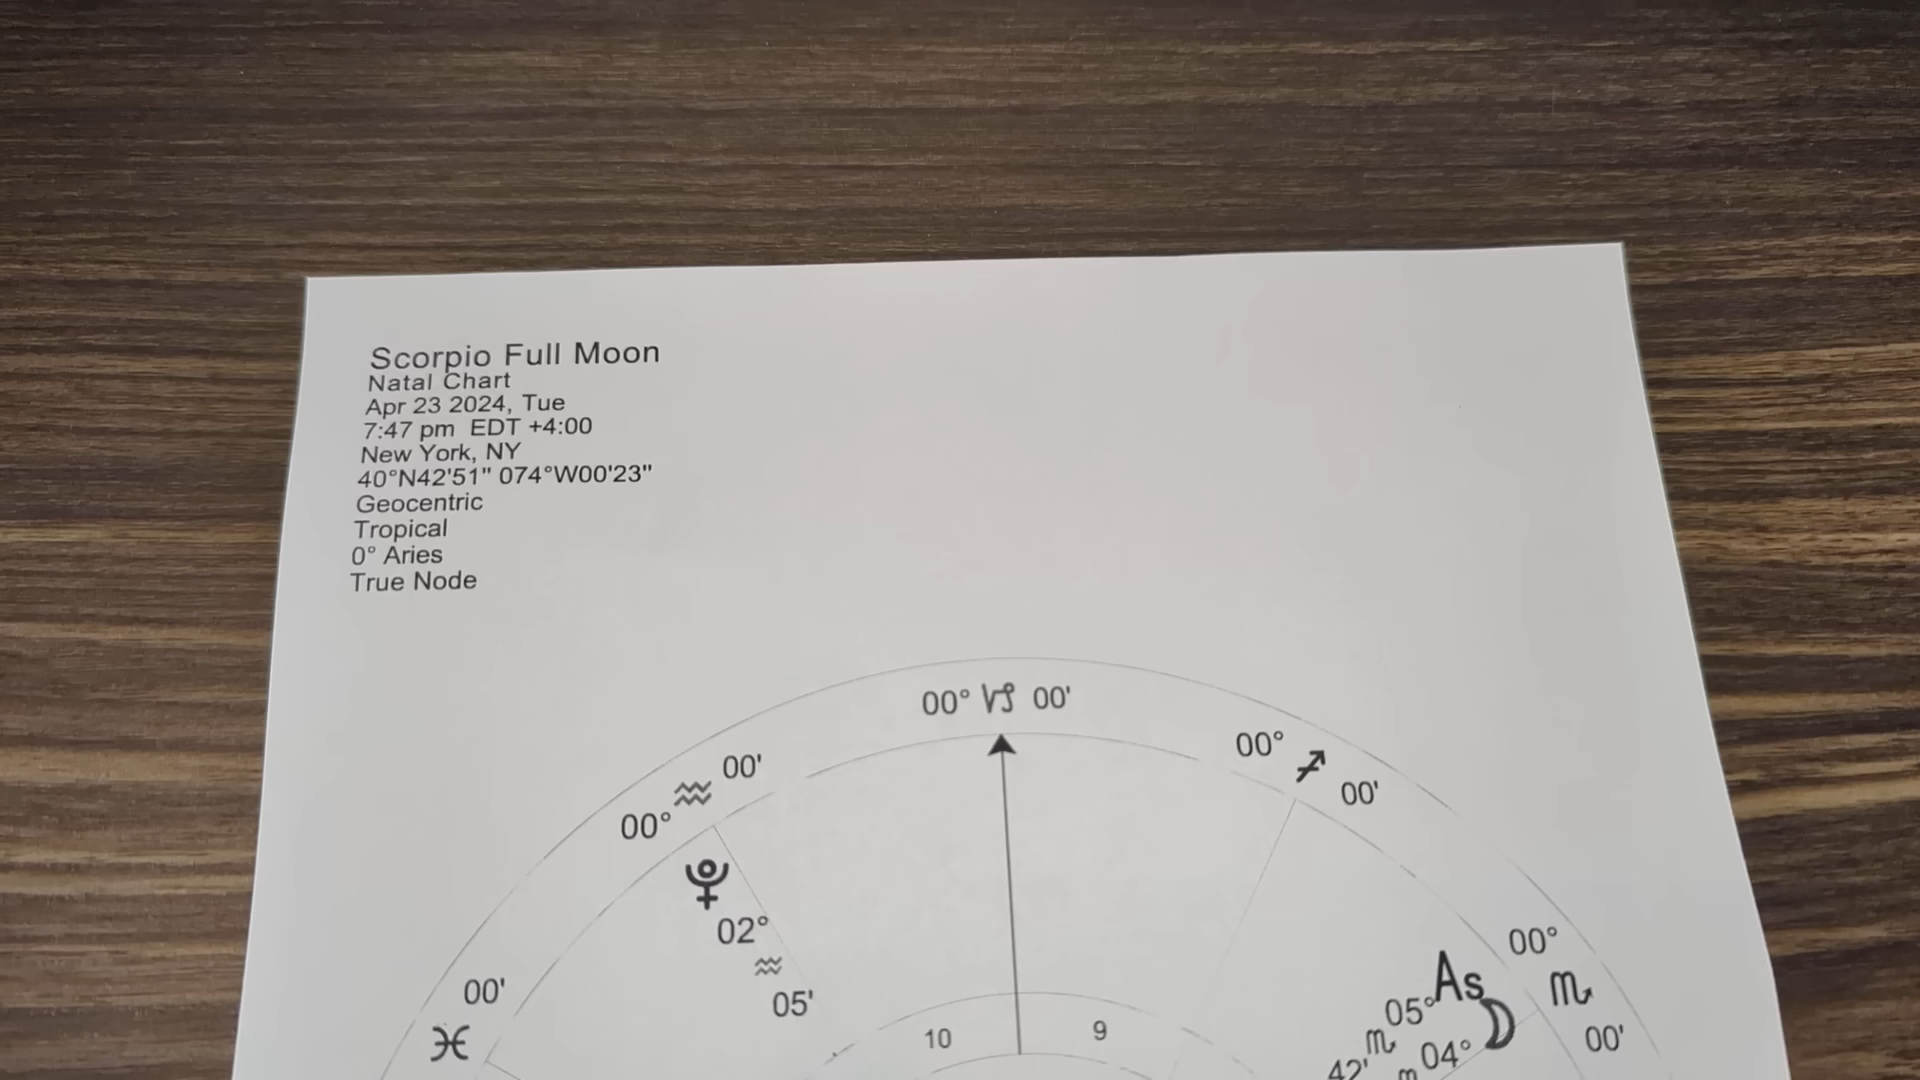 Scorpio Full Moon
Natal Chart
Apr 23 2024, Tue
7:47 pm EDT +4:00
New York, NY
40°N42'51" 074°W00'23"
Geocentric
Tropical
0° Aries
True Node
00° ♑ 00'
00° ♐ 00'
00° ♒ 00'
♇ 02° ♒ 05'
00° ♏ 00'
As 05° ♏ 42'
☽ 04° ♏
♓ 00'
10
9